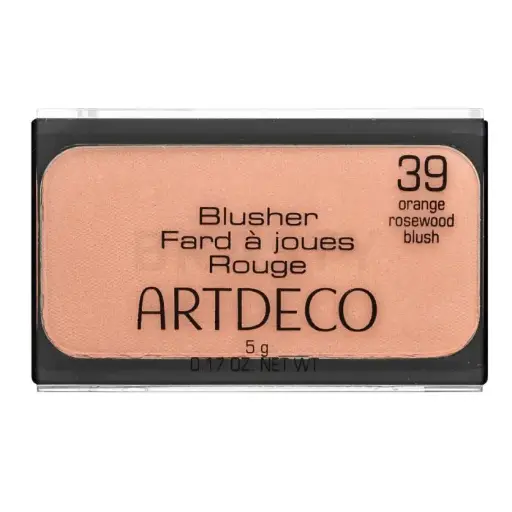 39
orange
rosewood
blush
Blusher
Fard à joues
Rouge
ARTDECO
5 g
0.17 OZ. NET WT